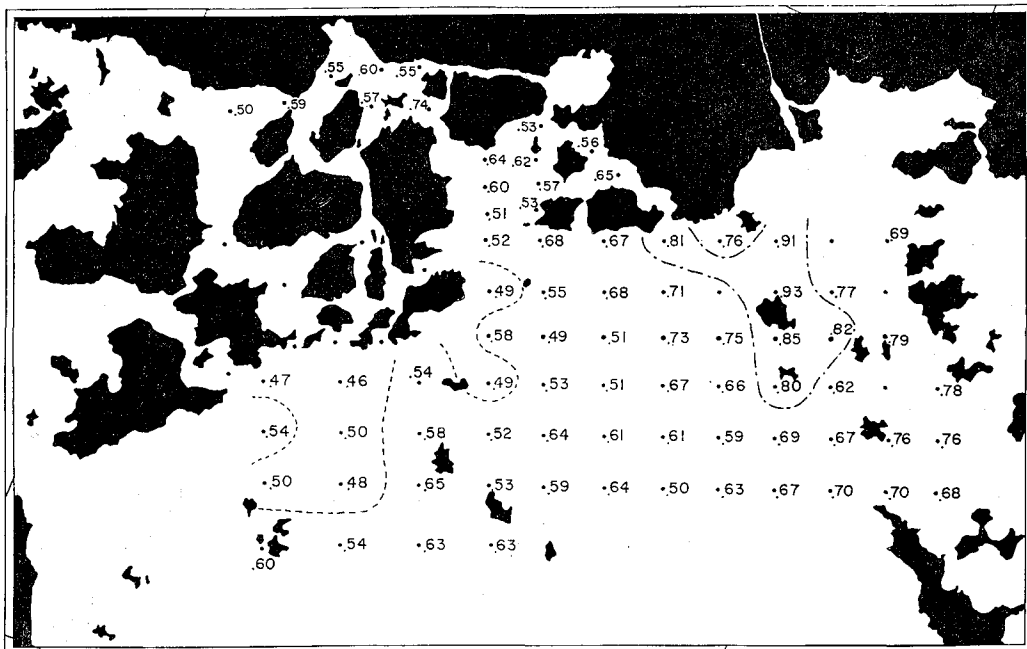 .55 .60 .55
.50 .59 .57 .74
.53
.56
.64 .62
.65
.60 .57
.51 .53
.52 .68 .67 .81 .76 .91 .69
.49 .55 .68 .71 .93 .77
.58 .49 .51 .73 .75 .85 .82 .79
.47 .46 .54 .49 .53 .51 .67 .66 .80 .62 .78
.54 .50 .58 .52 .64 .61 .61 .59 .69 .67 .76 .76
.50 .48 .65 .53 .59 .64 .50 .63 .67 .70 .70 .68
.60 .54 .63 .63